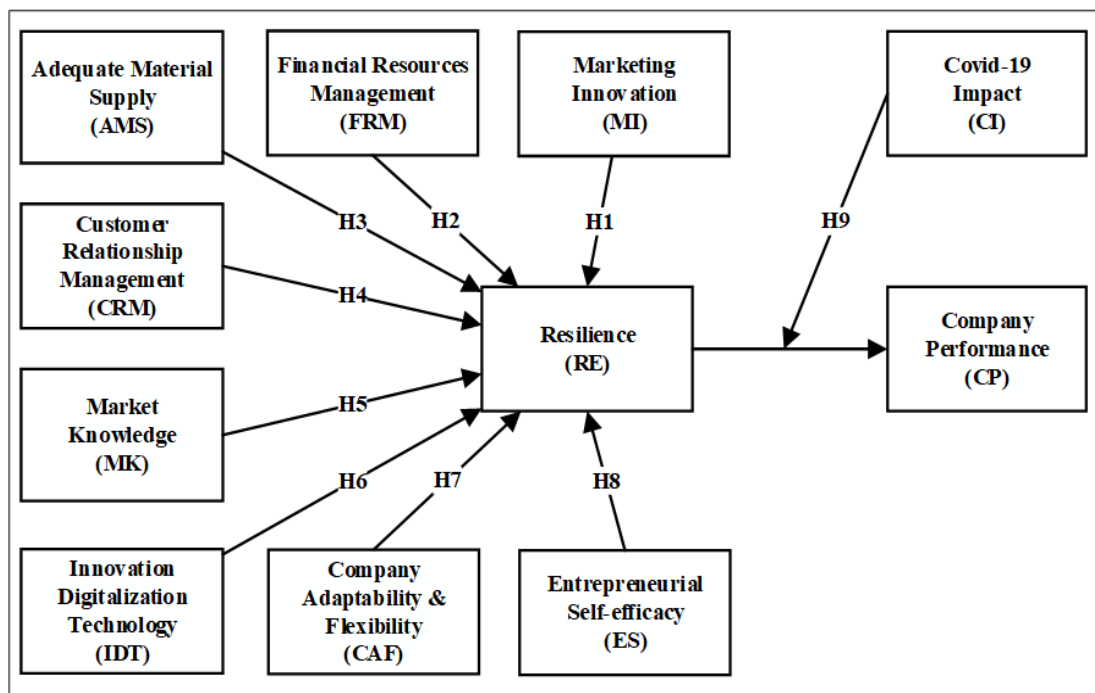 Adequate Material
Supply
(AMS)
Financial Resources
Management
(FRM)
Marketing
Innovation
(MI)
Covid-19
Impact
(CI)
H3
H2
H1
H9
Customer
Relationship
Management
(CRM)
H4
Resilience
(RE)
Company
Performance
(CP)
Market
Knowledge
(MK)
H5
H6
H7
H8
Innovation
Digitalization
Technology
(IDT)
Company
Adaptability &
Flexibility
(CAF)
Entrepreneurial
Self-efficacy
(ES)